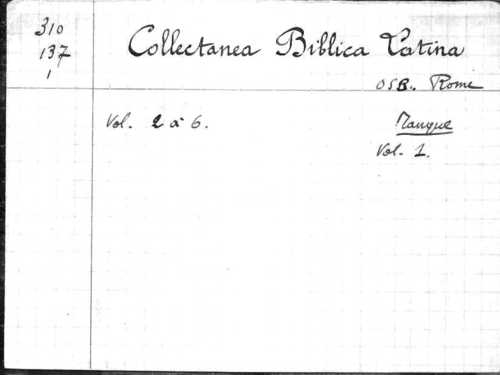 310
137
1
Collectanea Biblica Latina
OSB. Rome
Vol. 2 à 6.
Manque
Vol. 1.